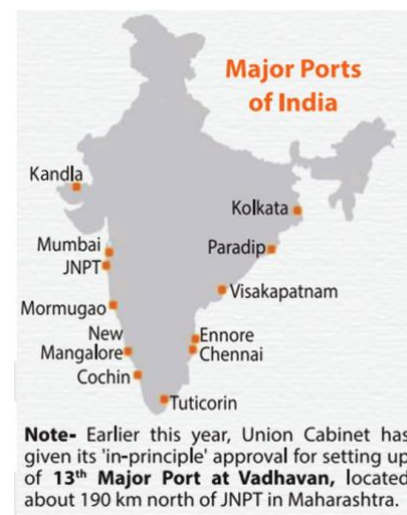 Major Ports
of India
Kandla
Kolkata
Mumbai
Paradip
JNPT
Visakapatnam
Mormugao
New
Mangalore
Ennore
Chennai
Cochin
Tuticorin
Note- Earlier this year, Union Cabinet has
given its 'in-principle' approval for setting up
of 13th Major Port at Vadhavan, located
about 190 km north of JNPT in Maharashtra.